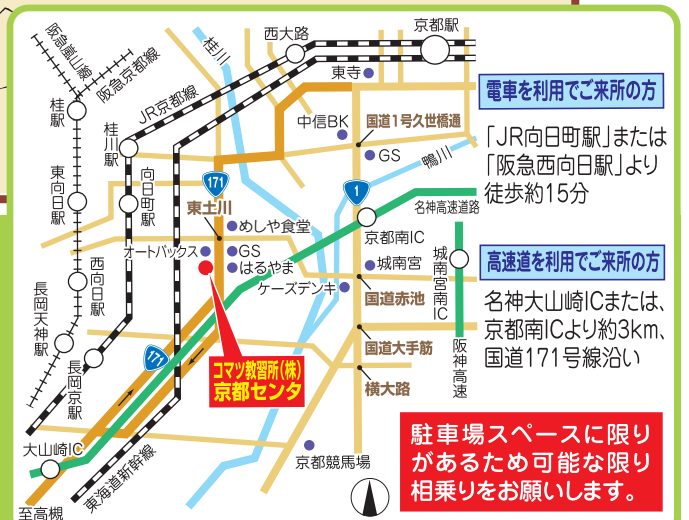 阪急嵐山線
阪急京都線
桂川
西大路
京都駅
東寺
JR京都線
桂駅
桂川駅
中信BK
国道1号久世橋通
GS
鴨川
東向日駅
向日町駅
171
1
東土川
めしや食堂
名神高速道路
京都南IC
オートバックス
GS
はるやま
城南宮
城南宮南IC
ケーズデンキ
国道赤池
西向日駅
長岡天神駅
長岡京駅
171
コマツ教習所(株)
京都センタ
国道大手筋
阪神高速
横大路
大山崎IC
京都競馬場
東海道新幹線
至高槻
電車を利用でご来所の方
「JR向日町駅」または
「阪急西向日駅」より
徒歩約15分
高速道を利用でご来所の方
名神大山崎ICまたは、
京都南ICより約3km、
国道171号線沿い
駐車場スペースに限り
があるため可能な限り
相乗りをお願いします。